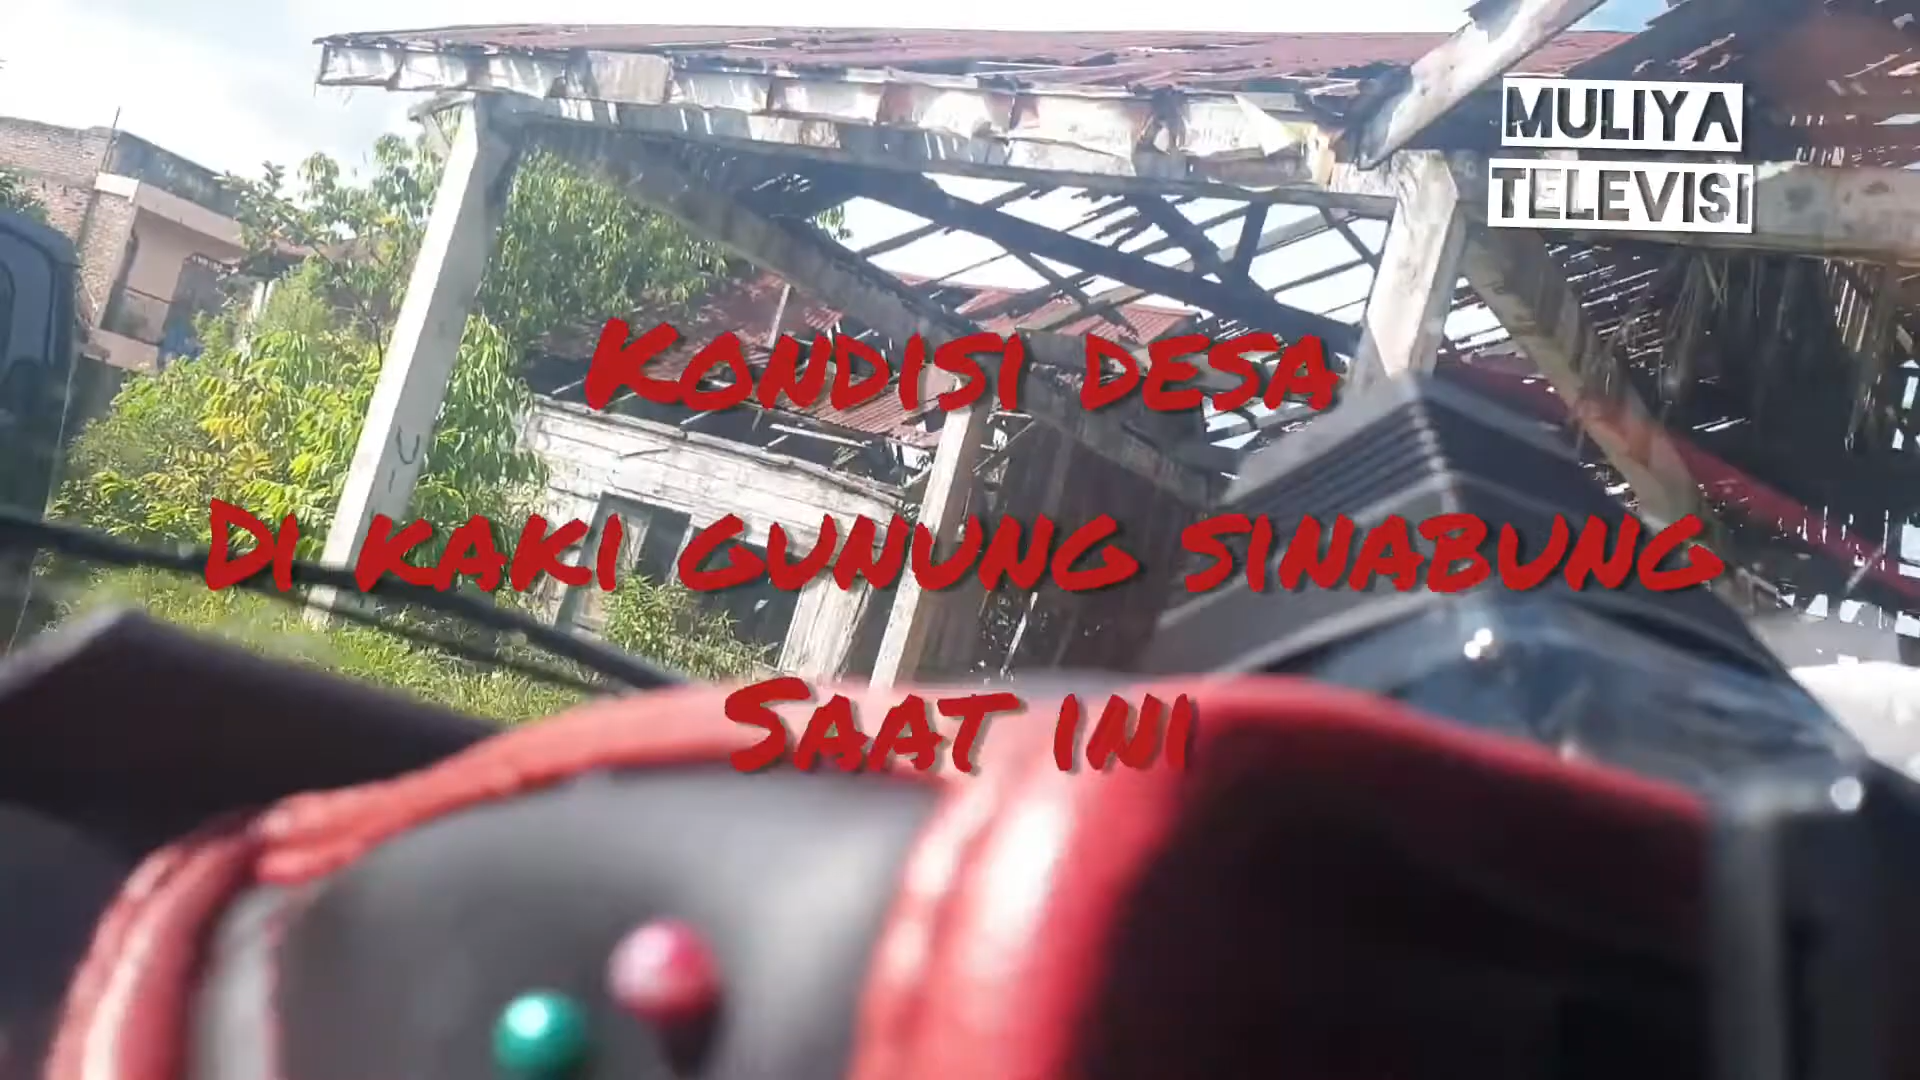 MULIYA
TELEVISI
Kondisi desa
Di kaki gunung sinabung
Saat ini